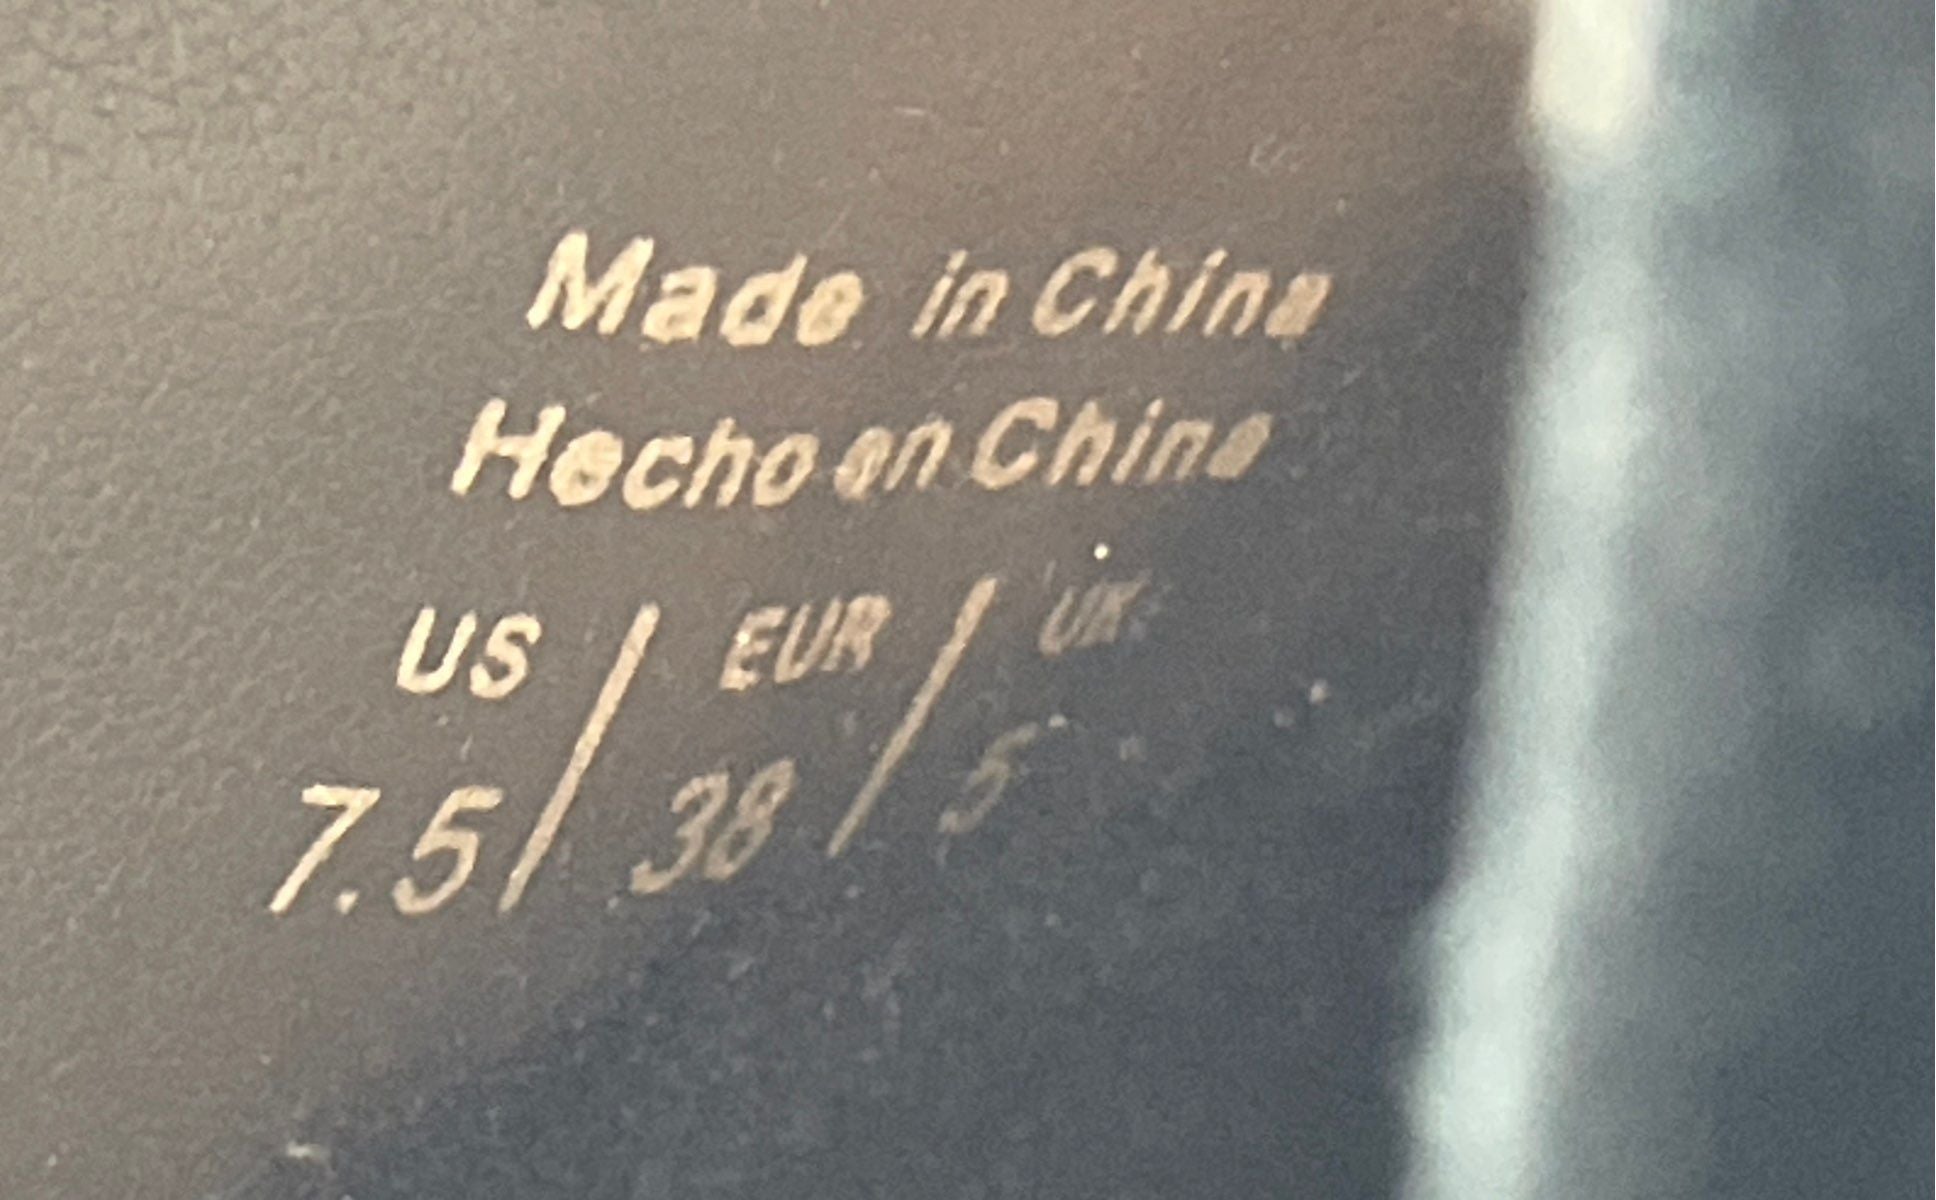 Made in China
Hecho en China
US / EUR / UK
7.5 / 38 / 5